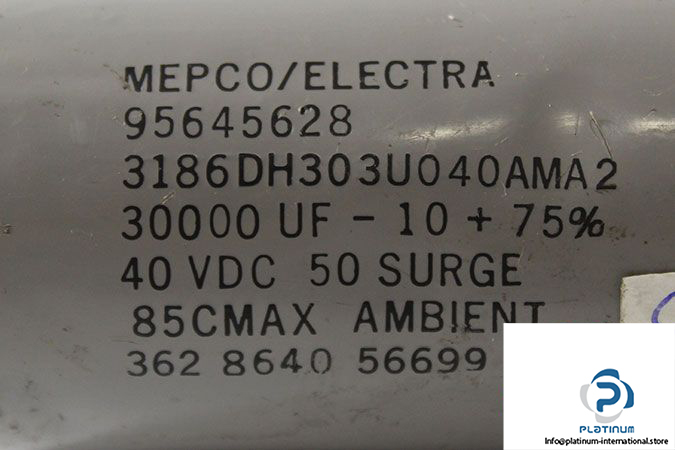 MEPCO/ELECTRA
95645628
3186DH303U040AMA2
30000 UF - 10 + 75%
40 VDC 50 SURGE
85CMAX AMBIENT
362 8640 56699
PLATINUM
Info@platinum-international.store